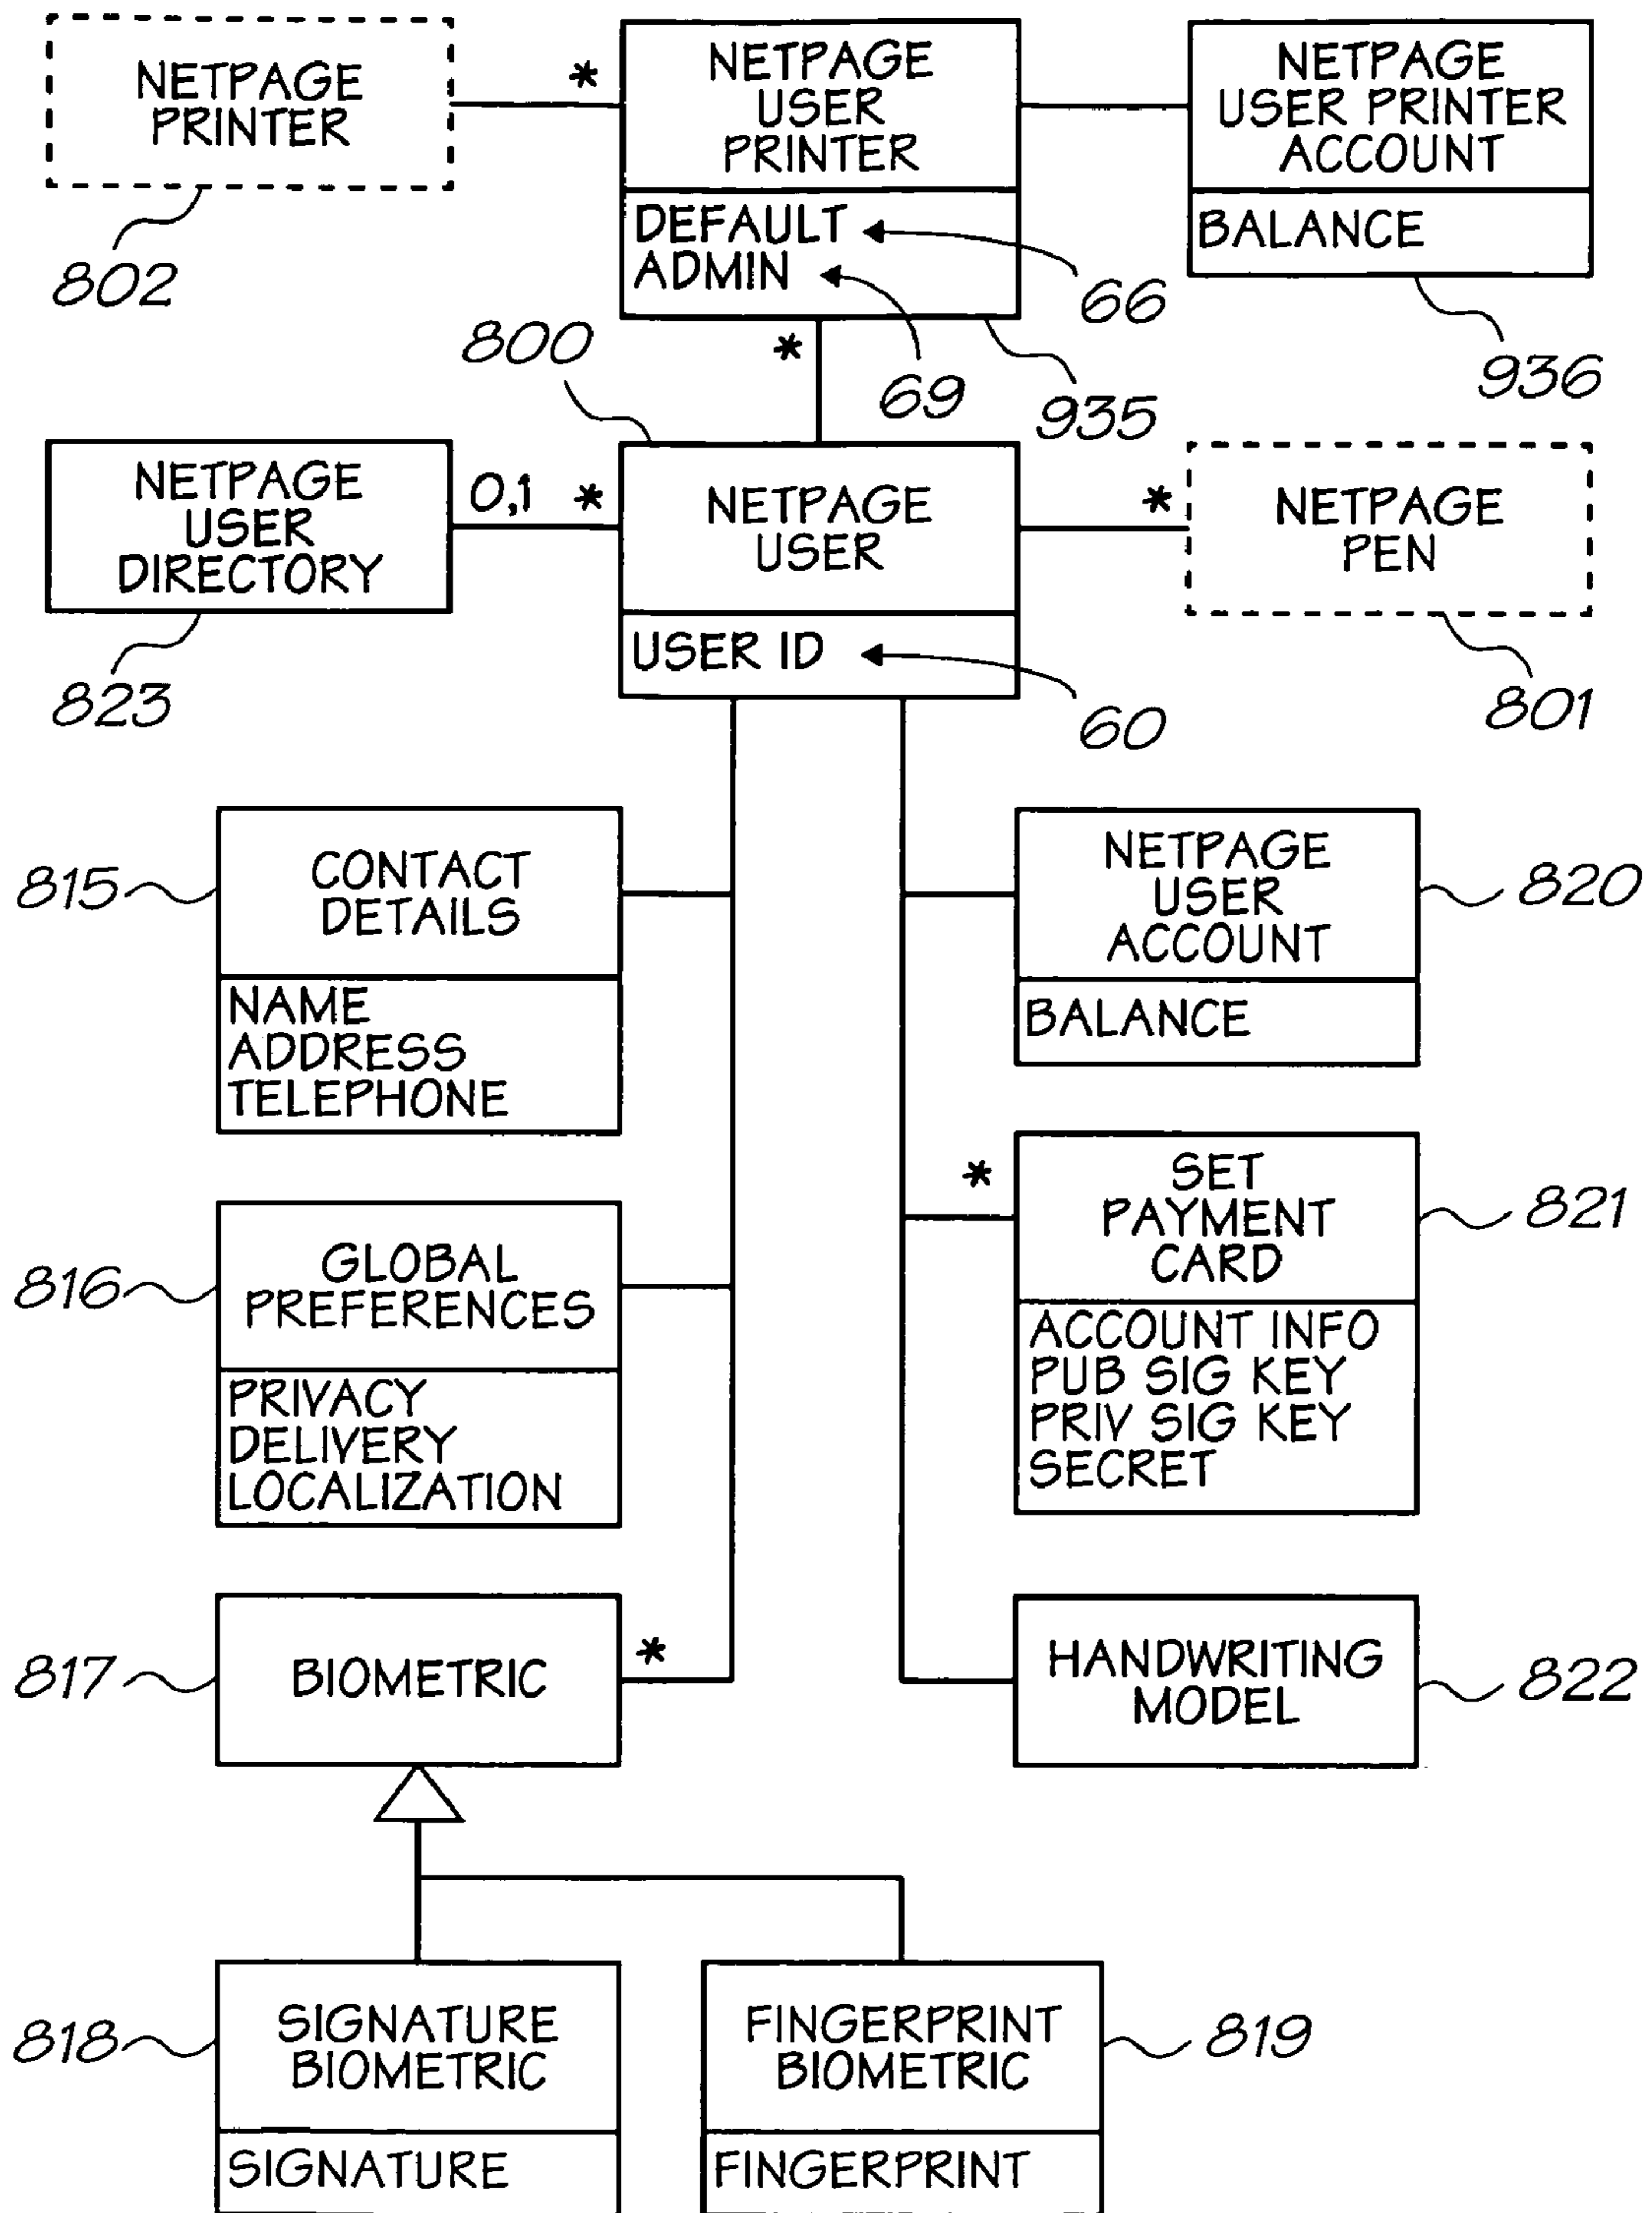 NETPAGE
PRINTER
802
*
NETPAGE
USER
PRINTER
DEFAULT
ADMIN
66
69
935
NETPAGE
USER PRINTER
ACCOUNT
BALANCE
936
*
800
NETPAGE
USER
DIRECTORY
823
0,1 *
NETPAGE
USER
USER ID
60
*
NETPAGE
PEN
801
815
CONTACT
DETAILS
NAME
ADDRESS
TELEPHONE
NETPAGE
USER
ACCOUNT
BALANCE
820
816
GLOBAL
PREFERENCES
PRIVACY
DELIVERY
LOCALIZATION
*
SET
PAYMENT
CARD
ACCOUNT INFO
PUB SIG KEY
PRIV SIG KEY
SECRET
821
817
BIOMETRIC
*
HANDWRITING
MODEL
822
818
SIGNATURE
BIOMETRIC
SIGNATURE
FINGERPRINT
BIOMETRIC
FINGERPRINT
819